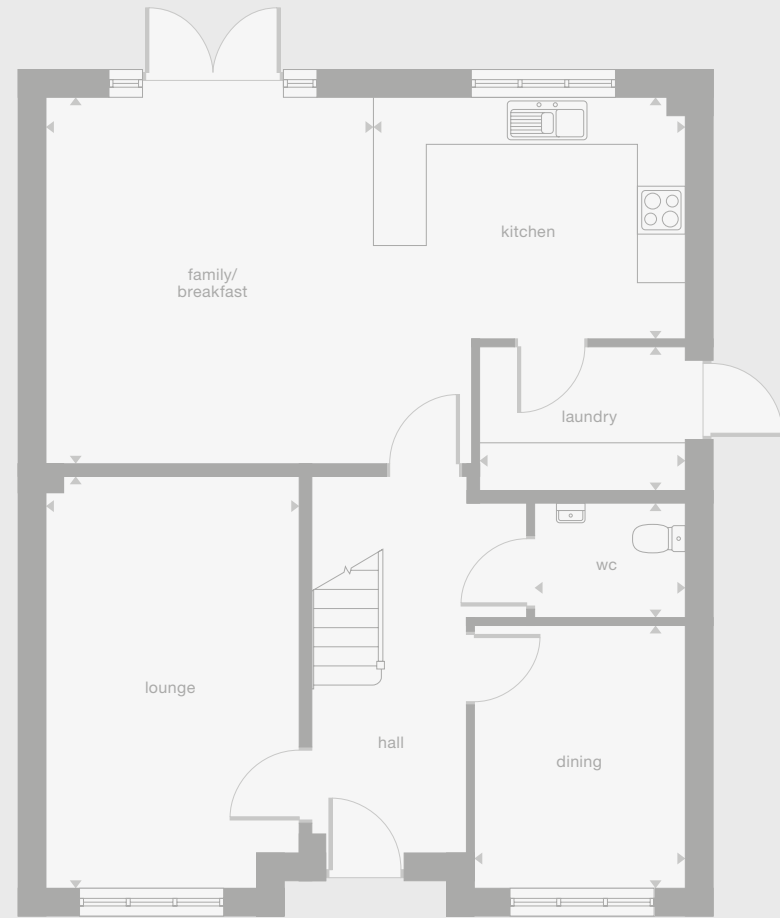 kitchen
family/
breakfast
laundry
wc
lounge
hall
dining